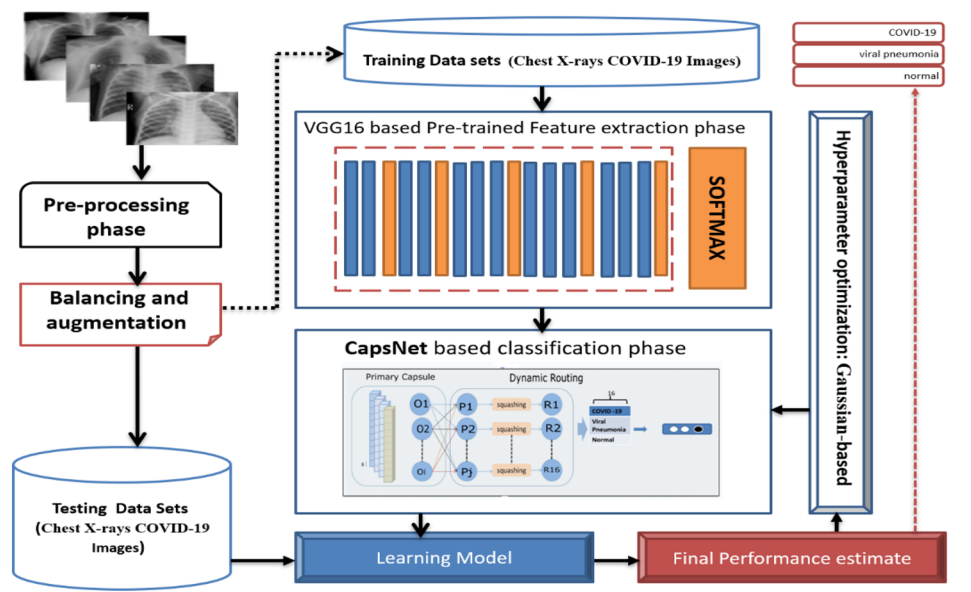 Pre-processing
phase
Balancing and
augmentation
Testing Data Sets
(Chest X-rays COVID-19
Images)
Training Data sets (Chest X-rays COVID-19 Images)
VGG16 based Pre-trained Feature extraction phase
SOFTMAX
CapsNet based classification phase
Primary Capsule
Dynamic Routing
O1
O2
Oi
P1
P2
Pj
squashing
squashing
squashing
R1
R2
R16
16
COVID -19
Viral
Pneumonia
Normal
Learning Model
Final Performance estimate
Hyperparameter optimization: Gaussian-based
COVID-19
viral pneumonia
normal
R